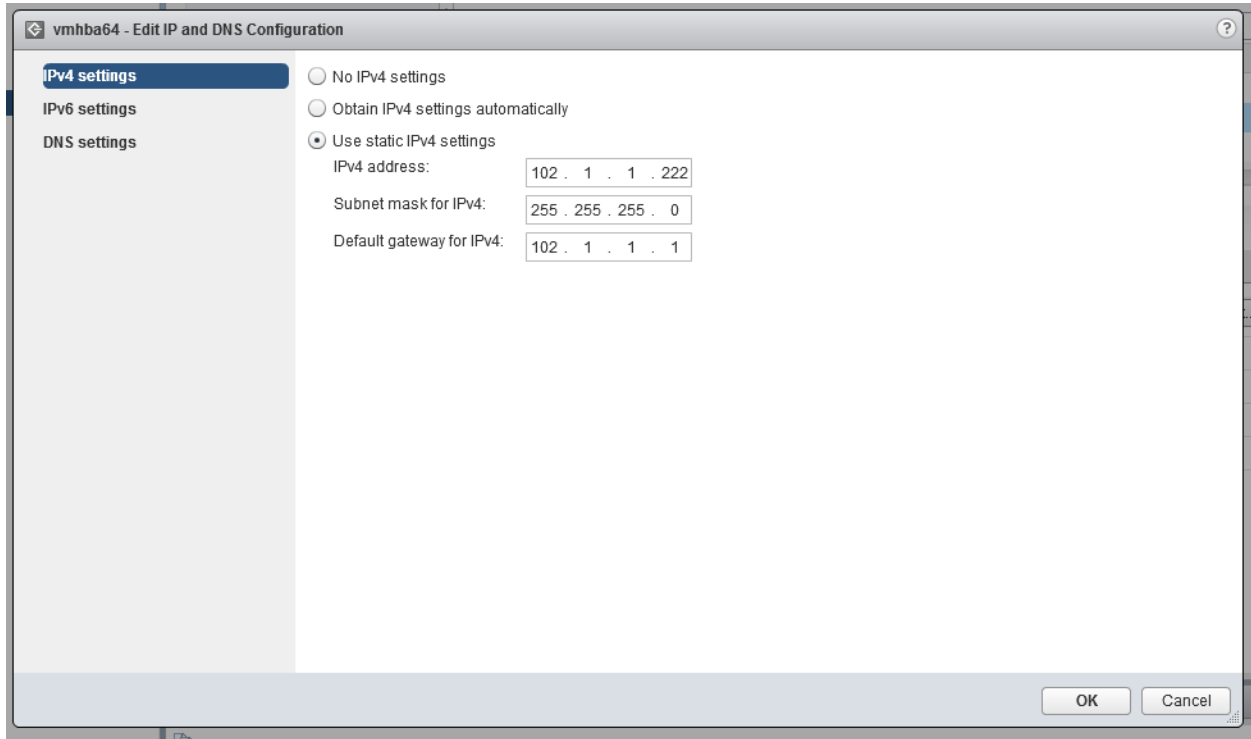 vmhba64 - Edit IP and DNS Configuration ?
IPv4 settings
IPv6 settings
DNS settings
No IPv4 settings
Obtain IPv4 settings automatically
Use static IPv4 settings
IPv4 address: 102 . 1 . 1 . 222
Subnet mask for IPv4: 255 . 255 . 255 . 0
Default gateway for IPv4: 102 . 1 . 1 . 1
OK Cancel